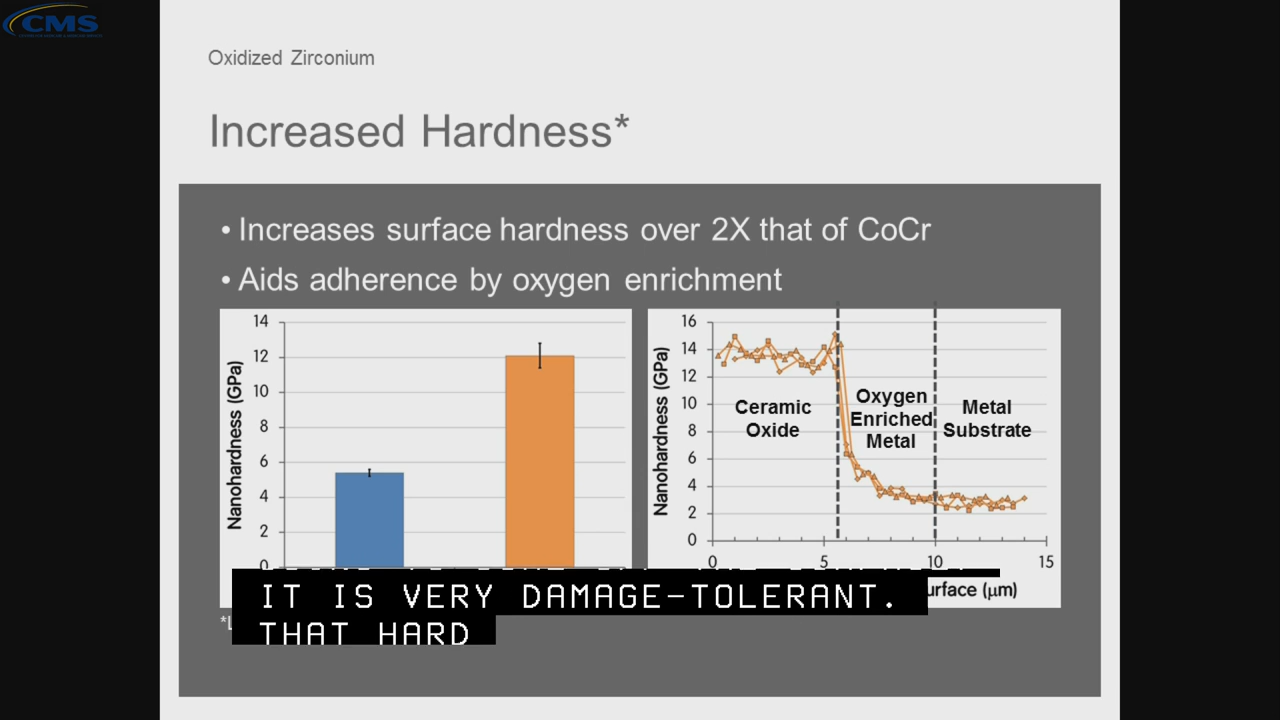 CMS
Oxidized Zirconium
Increased Hardness*
• Increases surface hardness over 2X that of CoCr
• Aids adherence by oxygen enrichment
14
12
10
8
6
4
2
0
Nanohardness (GPa)
16
14
12
10
8
6
4
2
0
Nanohardness (GPa)
Ceramic
Oxide
Oxygen
Enriched
Metal
Metal
Substrate
0 5 10 15
(μm)
IT IS VERY DAMAGE-TOLERANT.
THAT HARD